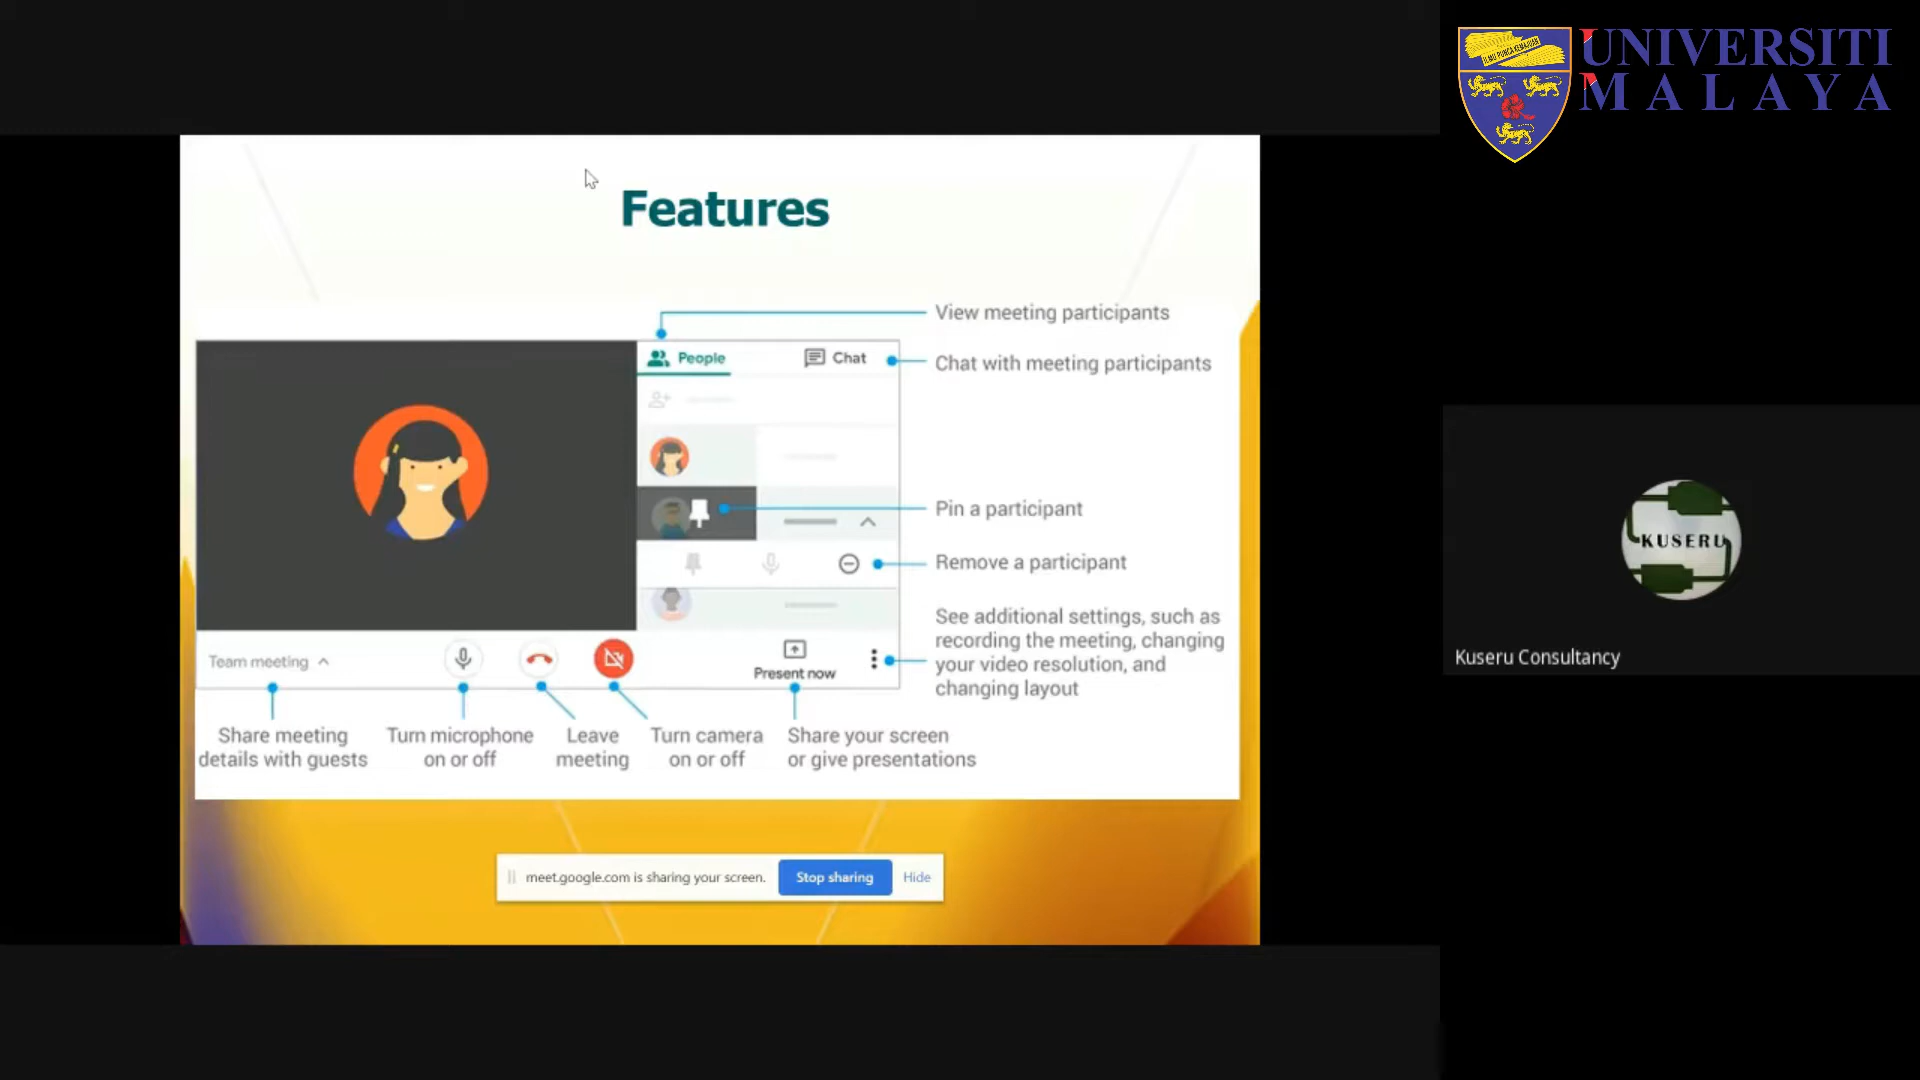 UNIVERSITI
MALAYA
ILMU PUNCA KEMAJUAN
Features
View meeting participants
People
Chat
Chat with meeting participants
Pin a participant
Remove a participant
See additional settings, such as
recording the meeting, changing
your video resolution, and
changing layout
Team meeting
Present now
Share meeting
details with guests
Turn microphone
on or off
Leave
meeting
Turn camera
on or off
Share your screen
or give presentations
meet.google.com is sharing your screen.
Stop sharing
Hide
KUSERU
Kuseru Consultancy